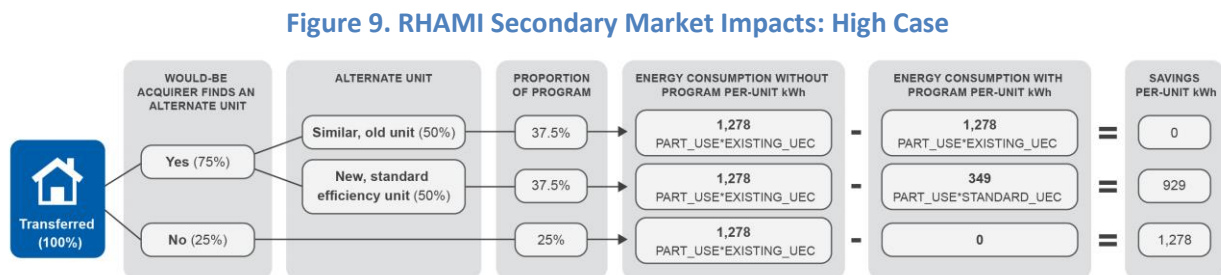 Figure 9. RHAMI Secondary Market Impacts: High Case
WOULD-BE
ACQUIRER FINDS AN
ALTERNATE UNIT
ALTERNATE UNIT
PROPORTION
OF PROGRAM
ENERGY CONSUMPTION WITHOUT
PROGRAM PER-UNIT kWh
ENERGY CONSUMPTION WITH
PROGRAM PER-UNIT kWh
SAVINGS
PER-UNIT kWh
Transferred
(100%)
Yes (75%)
Similar, old unit (50%)
37.5%
1,278
PART_USE*EXISTING_UEC
-
1,278
PART_USE*EXISTING_UEC
=
0
New, standard
efficiency unit (50%)
37.5%
1,278
PART_USE*EXISTING_UEC
-
349
PART_USE*STANDARD_UEC
=
929
No (25%)
25%
1,278
PART_USE*EXISTING_UEC
-
0
=
1,278